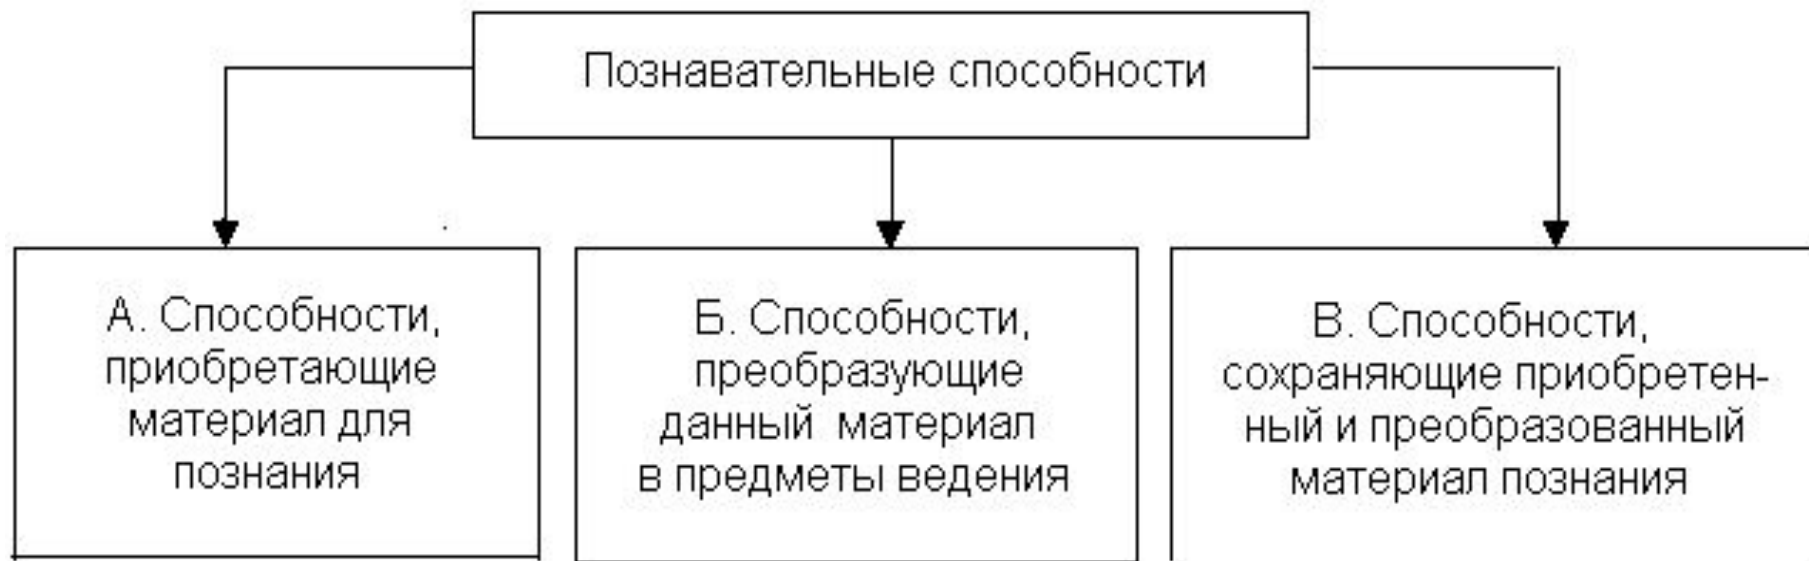 Познавательные способности
А. Способности,
приобретающие
материал для
познания
Б. Способности,
преобразующие
данный материал
в предметы ведения
В. Способности,
сохраняющие приобретен-
ный и преобразованный
материал познания